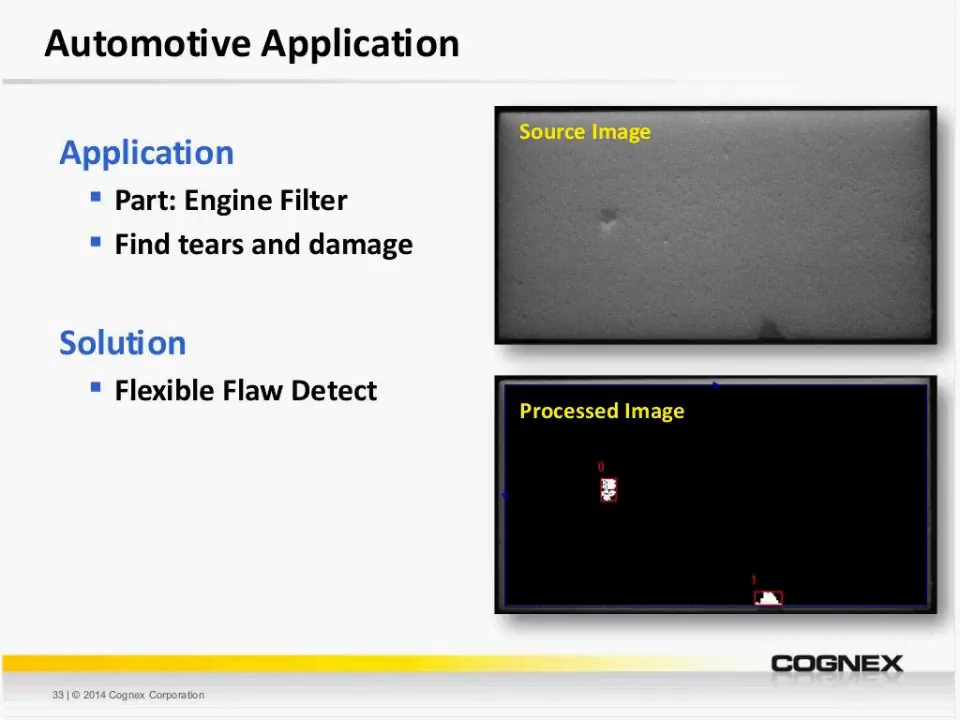 Automotive Application
Application
Part: Engine Filter
Find tears and damage
Solution
Flexible Flaw Detect
Source Image
Processed Image
0
1
COGNEX
33 | © 2014 Cognex Corporation